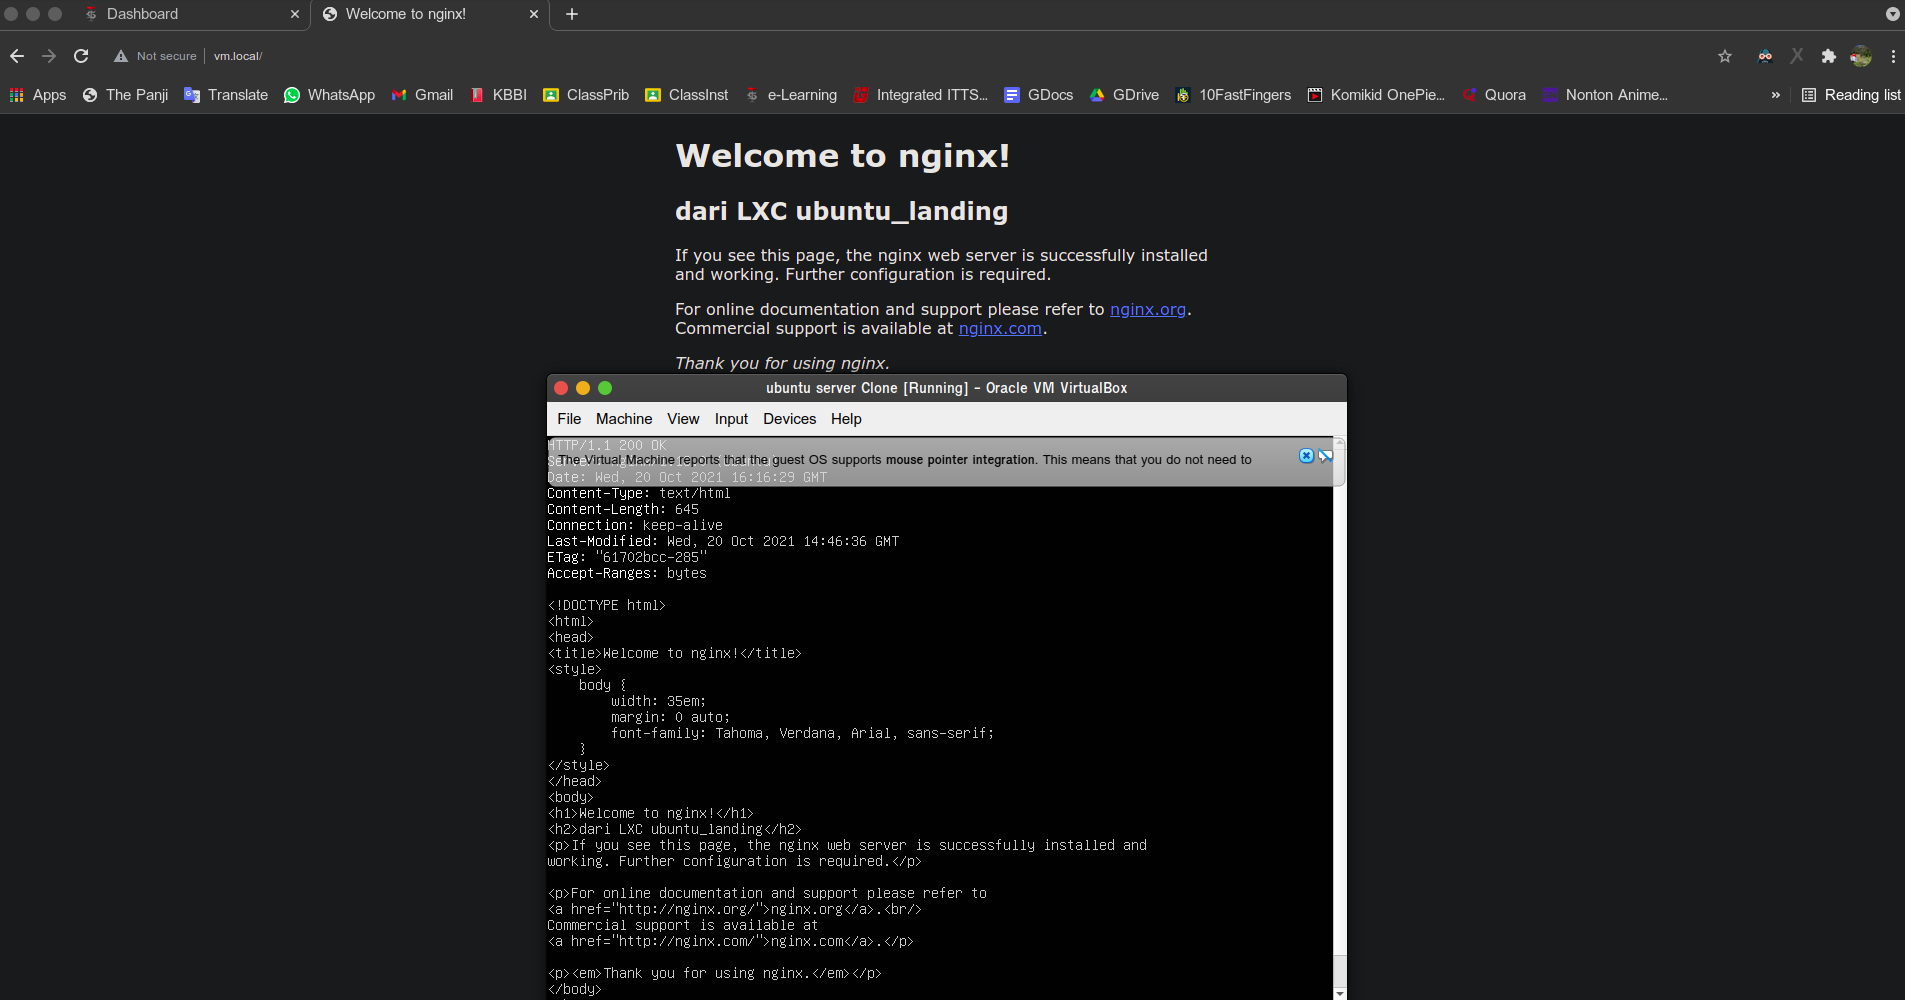 Dashboard
Welcome to nginx!
Not secure
vm.local/
Apps
The Panji
Translate
WhatsApp
Gmail
KBBI
ClassPrib
ClassInst
e-Learning
Integrated ITTS...
GDocs
GDrive
10FastFingers
Komikid OnePie...
Quora
Nonton Anime...
»
Reading list
Welcome to nginx!
dari LXC ubuntu_landing
If you see this page, the nginx web server is successfully installed
and working. Further configuration is required.
For online documentation and support please refer to nginx.org.
Commercial support is available at nginx.com.
Thank you for using nginx.
ubuntu server Clone [Running] - Oracle VM VirtualBox
File Machine View Input Devices Help
HTTP/1.1 200 OK
The Virtual Machine reports that the guest OS supports mouse pointer integration. This means that you do not need to
Date: Wed, 20 Oct 2021 16:16:29 GMT
Content-Type: text/html
Content-Length: 645
Connection: keep-alive
Last-Modified: Wed, 20 Oct 2021 14:46:36 GMT
ETag: "61702bcc-285"
Accept-Ranges: bytes
<!DOCTYPE html>
<html>
<head>
<title>Welcome to nginx!</title>
<style>
body {
width: 35em;
margin: 0 auto;
font-family: Tahoma, Verdana, Arial, sans-serif;
}
</style>
</head>
<body>
<h1>Welcome to nginx!</h1>
<h2>dari LXC ubuntu_landing</h2>
<p>If you see this page, the nginx web server is successfully installed and
working. Further configuration is required.</p>
<p>For online documentation and support please refer to
<a href="http://nginx.org/">nginx.org</a>.<br/>
Commercial support is available at
<a href="http://nginx.com/">nginx.com</a>.</p>
<p><em>Thank you for using nginx.</em></p>
</body>